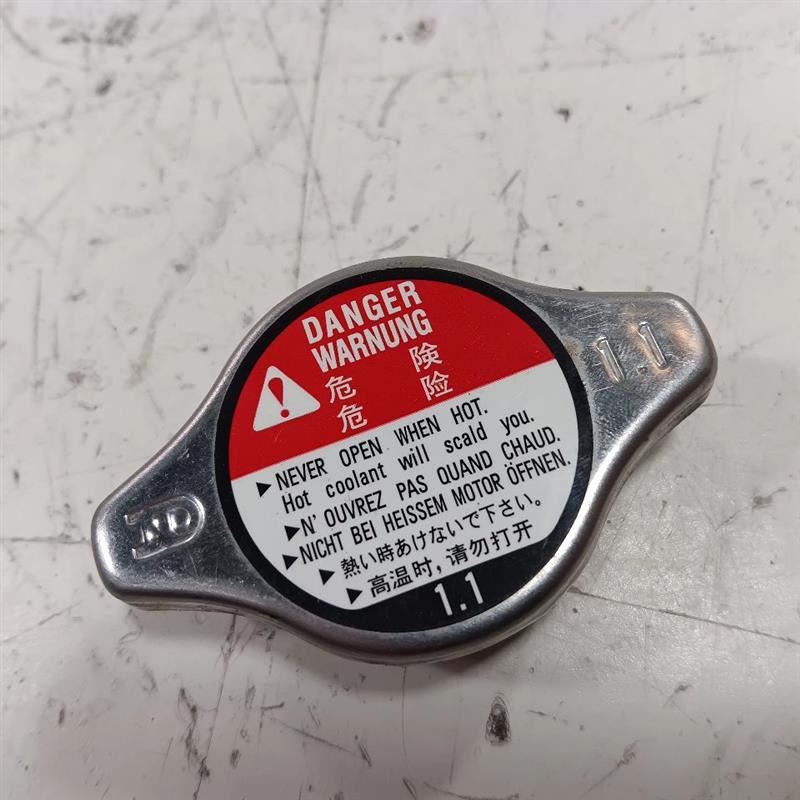 DANGER
WARNUNG
危 険
危 险
NEVER OPEN WHEN HOT.
Hot coolant will scald you.
N' OUVREZ PAS QUAND CHAUD.
NICHT BEI HEISSEM MOTOR ÖFFNEN.
熱い時あけないで下さい。
高温时,请勿打开
1.1
1.1